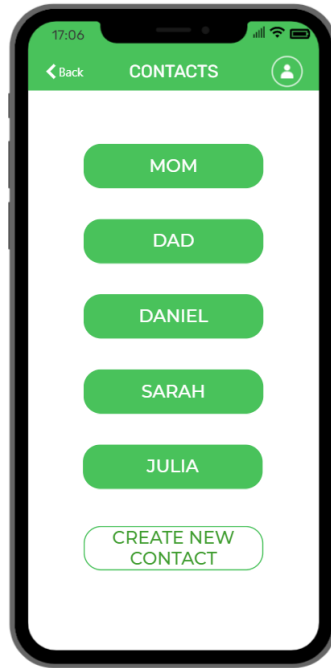 17:06
Back
CONTACTS
MOM
DAD
DANIEL
SARAH
JULIA
CREATE NEW
CONTACT